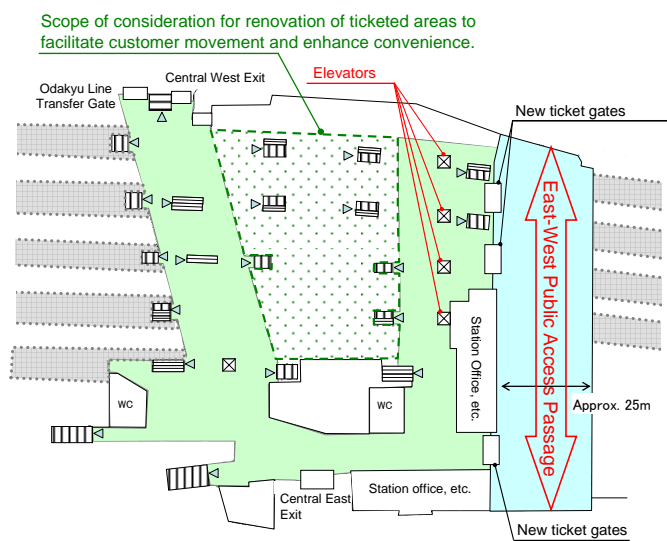 Scope of consideration for renovation of ticketed areas to
facilitate customer movement and enhance convenience.
Odakyu Line
Transfer Gate
Central West Exit
Elevators
New ticket gates
East-West Public Access Passage
Station Office, etc.
Approx. 25m
WC
WC
Central East
Exit
Station office, etc.
New ticket gates